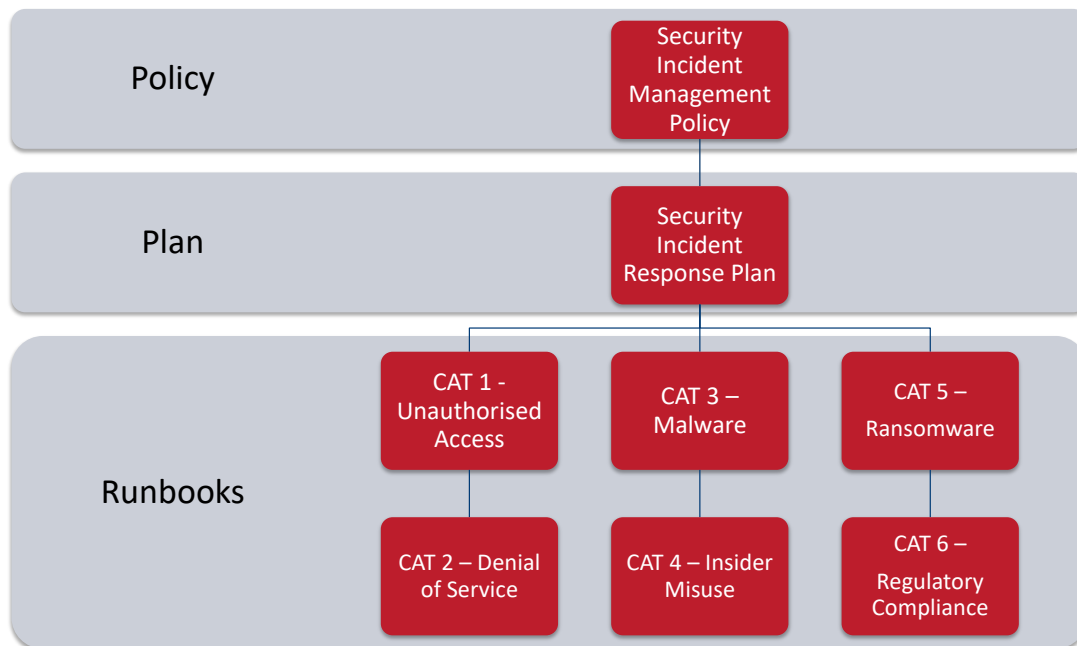 Policy
Security
Incident
Management
Policy
Plan
Security
Incident
Response Plan
Runbooks
CAT 1 -
Unauthorised
Access
CAT 3 –
Malware
CAT 5 –
Ransomware
CAT 2 – Denial
of Service
CAT 4 – Insider
Misuse
CAT 6 –
Regulatory
Compliance